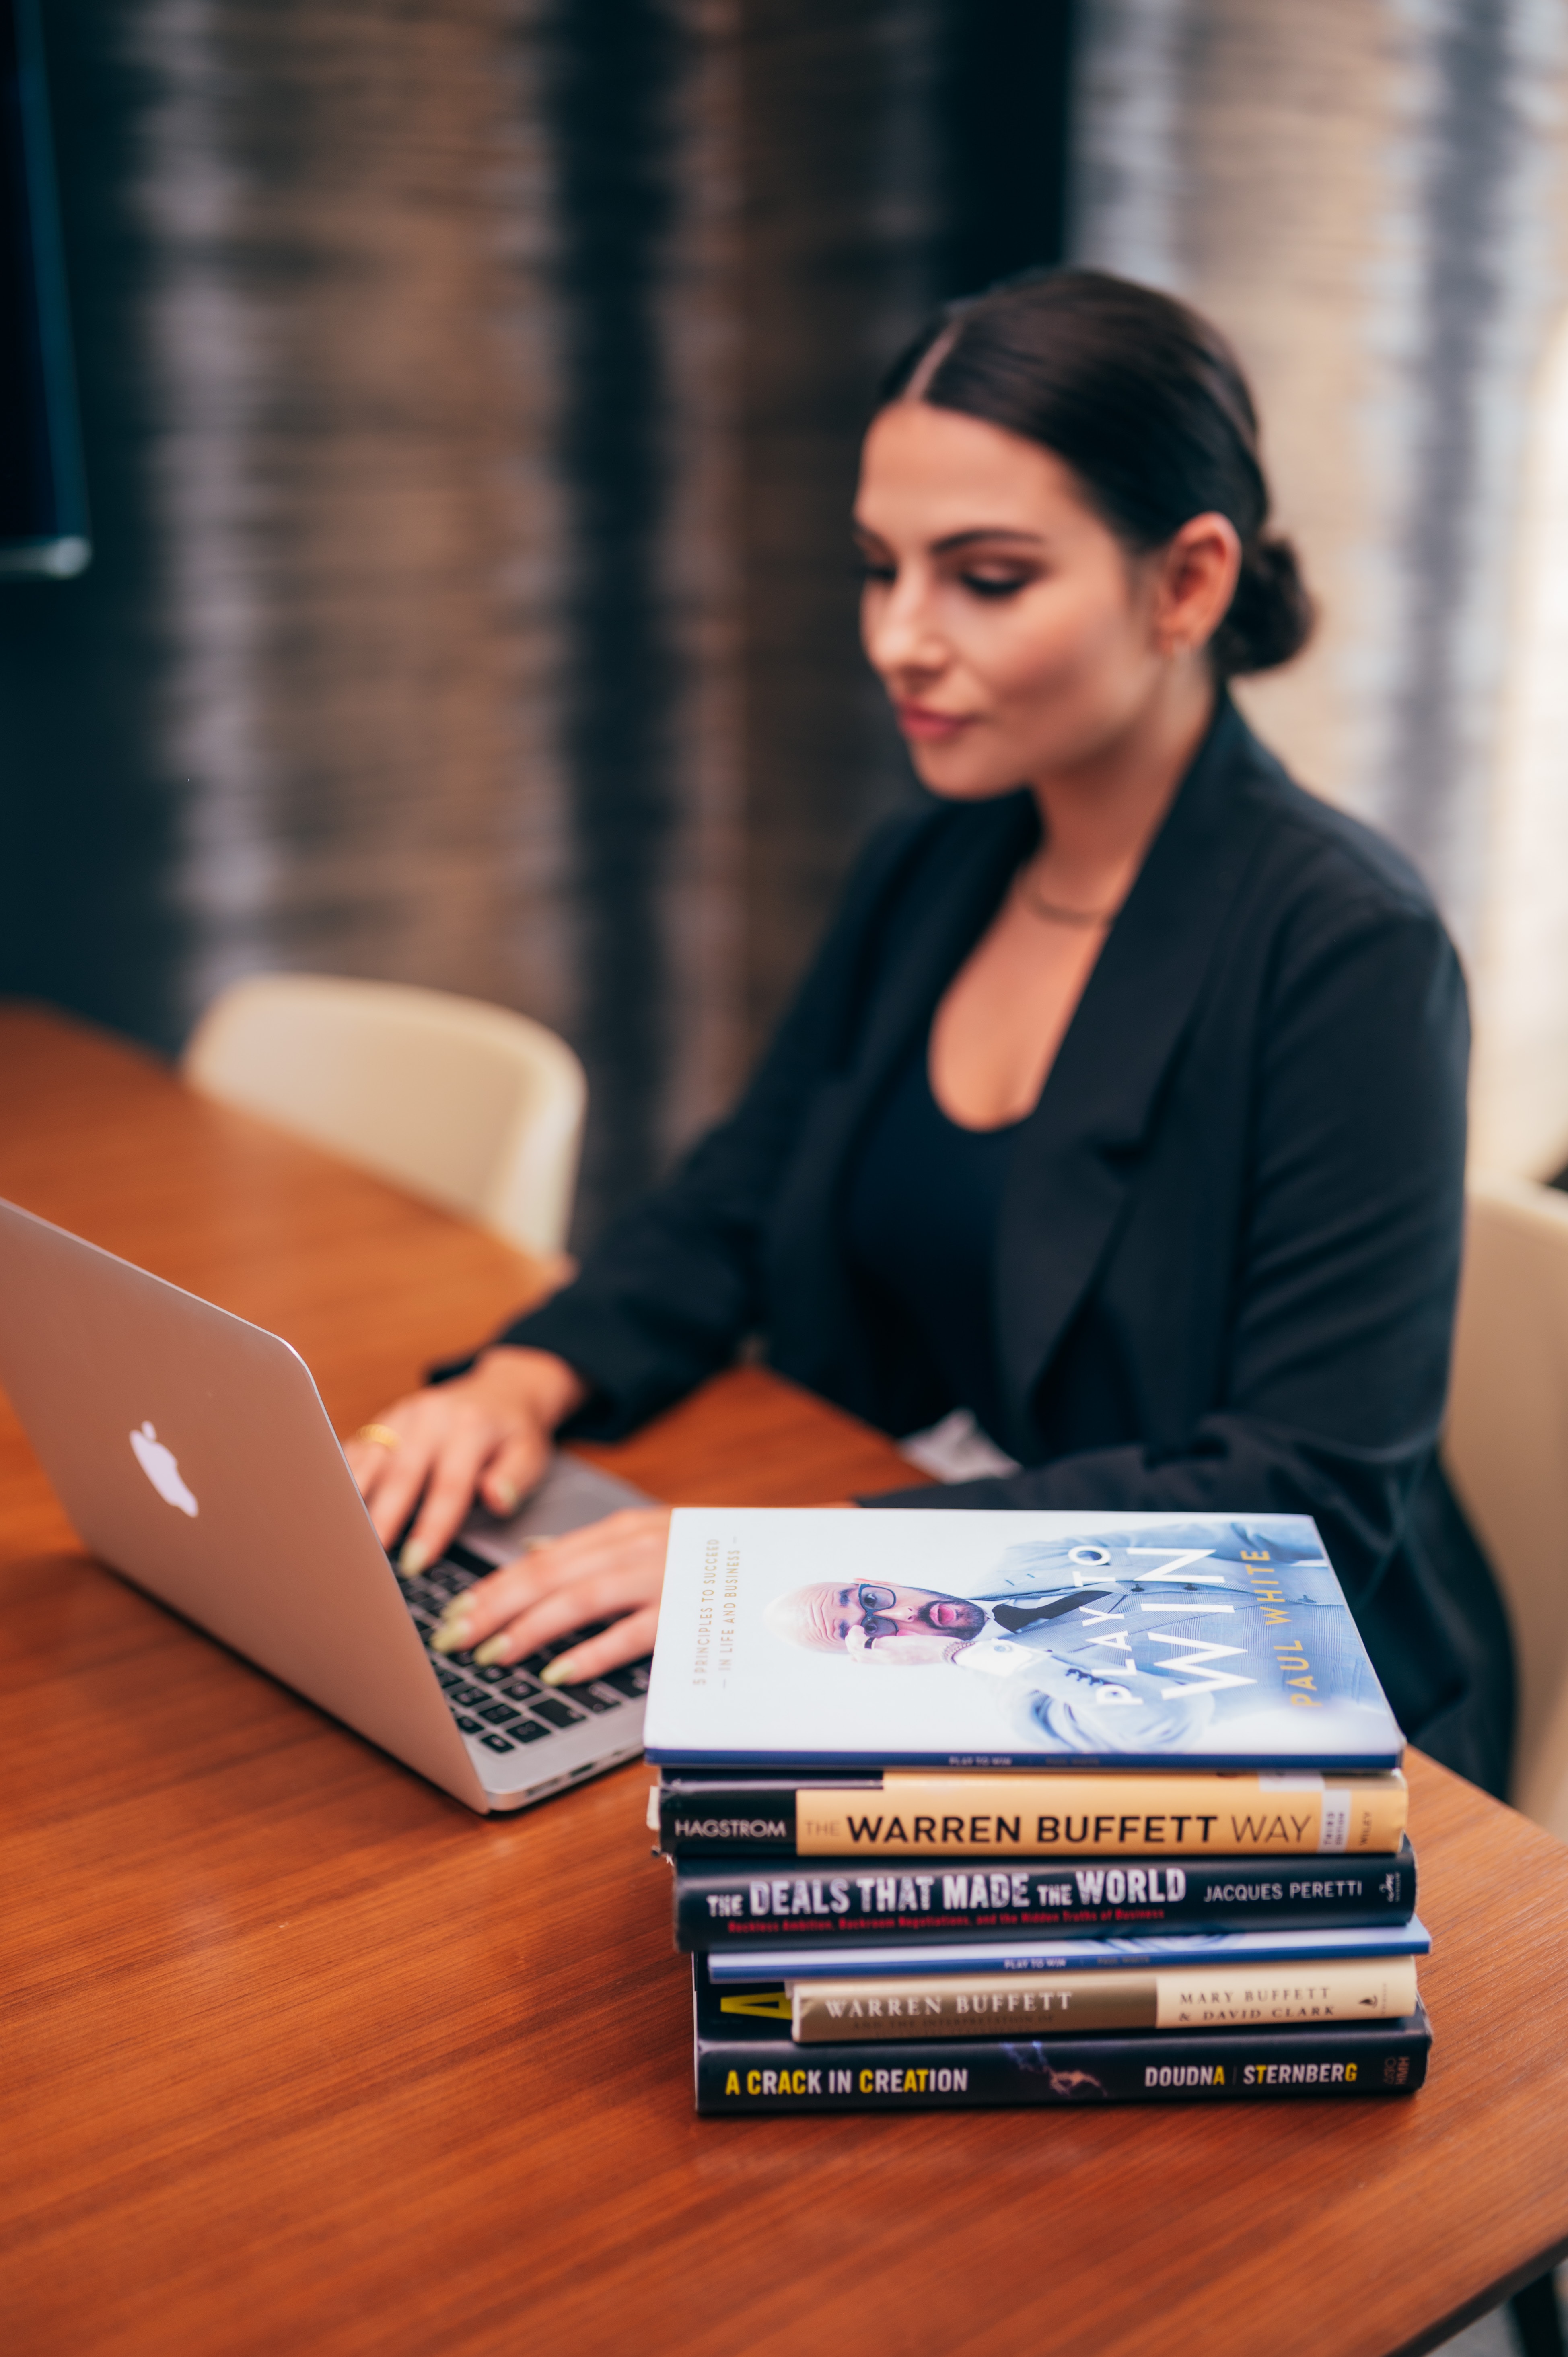 5 PRINCIPLES TO SUCCEED
— IN LIFE AND BUSINESS —
PLAY TO
WIN
PAUL WHITE
PLAY TO WIN PAUL WHITE
HAGSTROM THE WARREN BUFFETT WAY THIRD EDITION WILEY
THE DEALS THAT MADE THE WORLD JACQUES PERETTI
Reckless Ambition, Backroom Negotiations, and the Hidden Truths of Business
PLAY TO WIN PAUL WHITE
A
WARREN BUFFETT
AND THE INTERPRETATION OF
MARY BUFFETT
& DAVID CLARK
A CRACK IN CREATION DOUDNA STERNBERG HMH